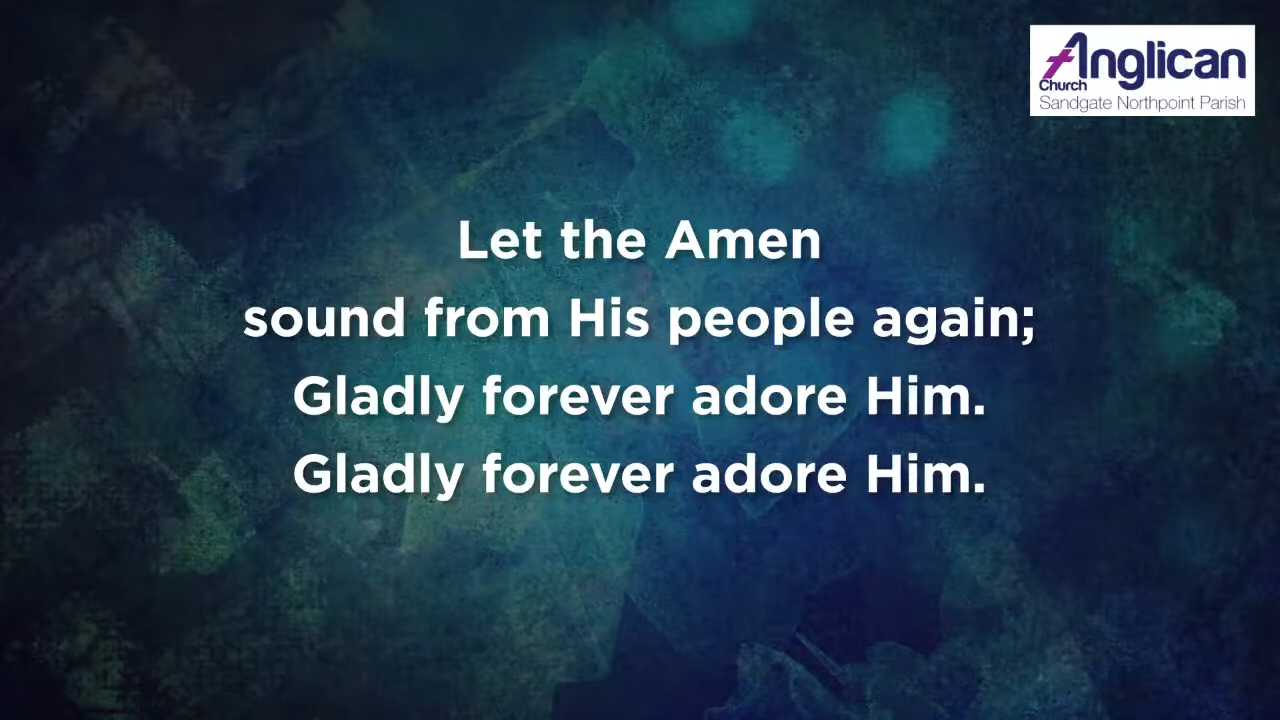 Anglican
Church
Sandgate Northpoint Parish
Let the Amen
sound from His people again;
Gladly forever adore Him.
Gladly forever adore Him.